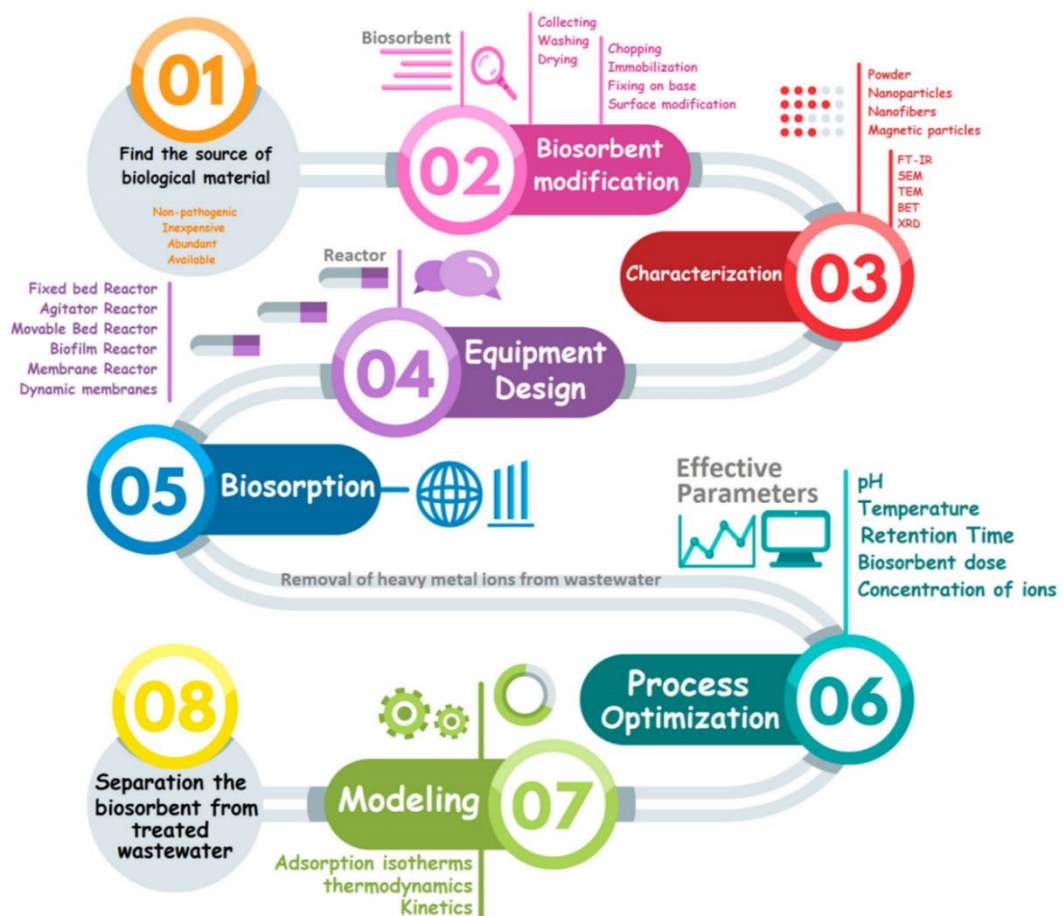 01
Find the source of
biological material
Non-pathogenic
Inexpensive
Abundant
Available
Biosorbent
Collecting
Washing
Drying
Chopping
Immobilization
Fixing on base
Surface modification
02
Biosorbent
modification
Powder
Nanoparticles
Nanofibers
Magnetic particles
FT-IR
SEM
TEM
BET
XRD
Characterization
03
Reactor
Fixed bed Reactor
Agitator Reactor
Movable Bed Reactor
Biofilm Reactor
Membrane Reactor
Dynamic membranes
04
Equipment
Design
05
Biosorption
Removal of heavy metal ions from wastewater
Effective
Parameters
pH
Temperature
Retention Time
Biosorbent dose
Concentration of ions
Process
Optimization
06
Modeling
07
Adsorption isotherms
thermodynamics
Kinetics
08
Separation the
biosorbent from
treated
wastewater